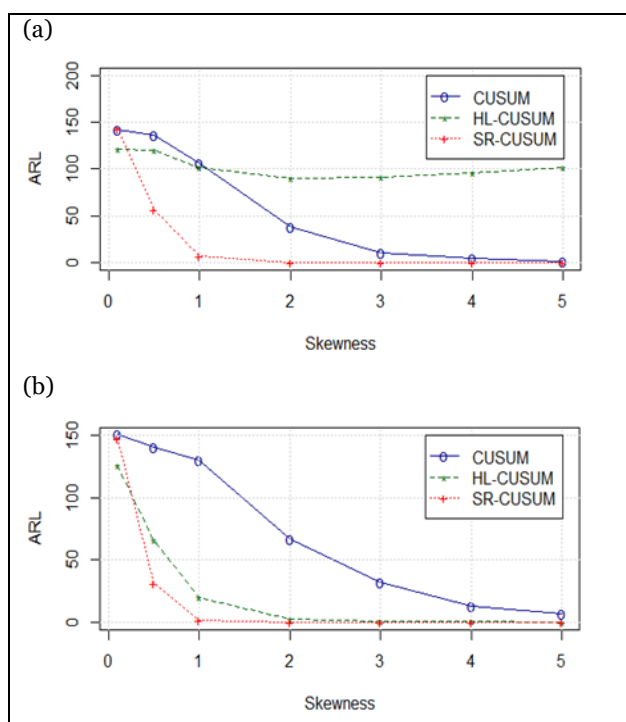 (a)
200
150
100
50
0
ARL
CUSUM
HL-CUSUM
SR-CUSUM
0 1 2 3 4 5
Skewness
(b)
150
100
50
0
ARL
CUSUM
HL-CUSUM
SR-CUSUM
0 1 2 3 4 5
Skewness